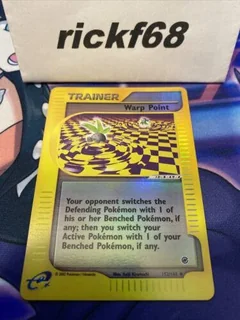 rickf68
TRAINER
Warp Point
Your opponent switches the
Defending Pokémon with 1 of
his or her Benched Pokémon, if
any; then you switch your
Active Pokémon with 1 of your
Benched Pokémon, if any.